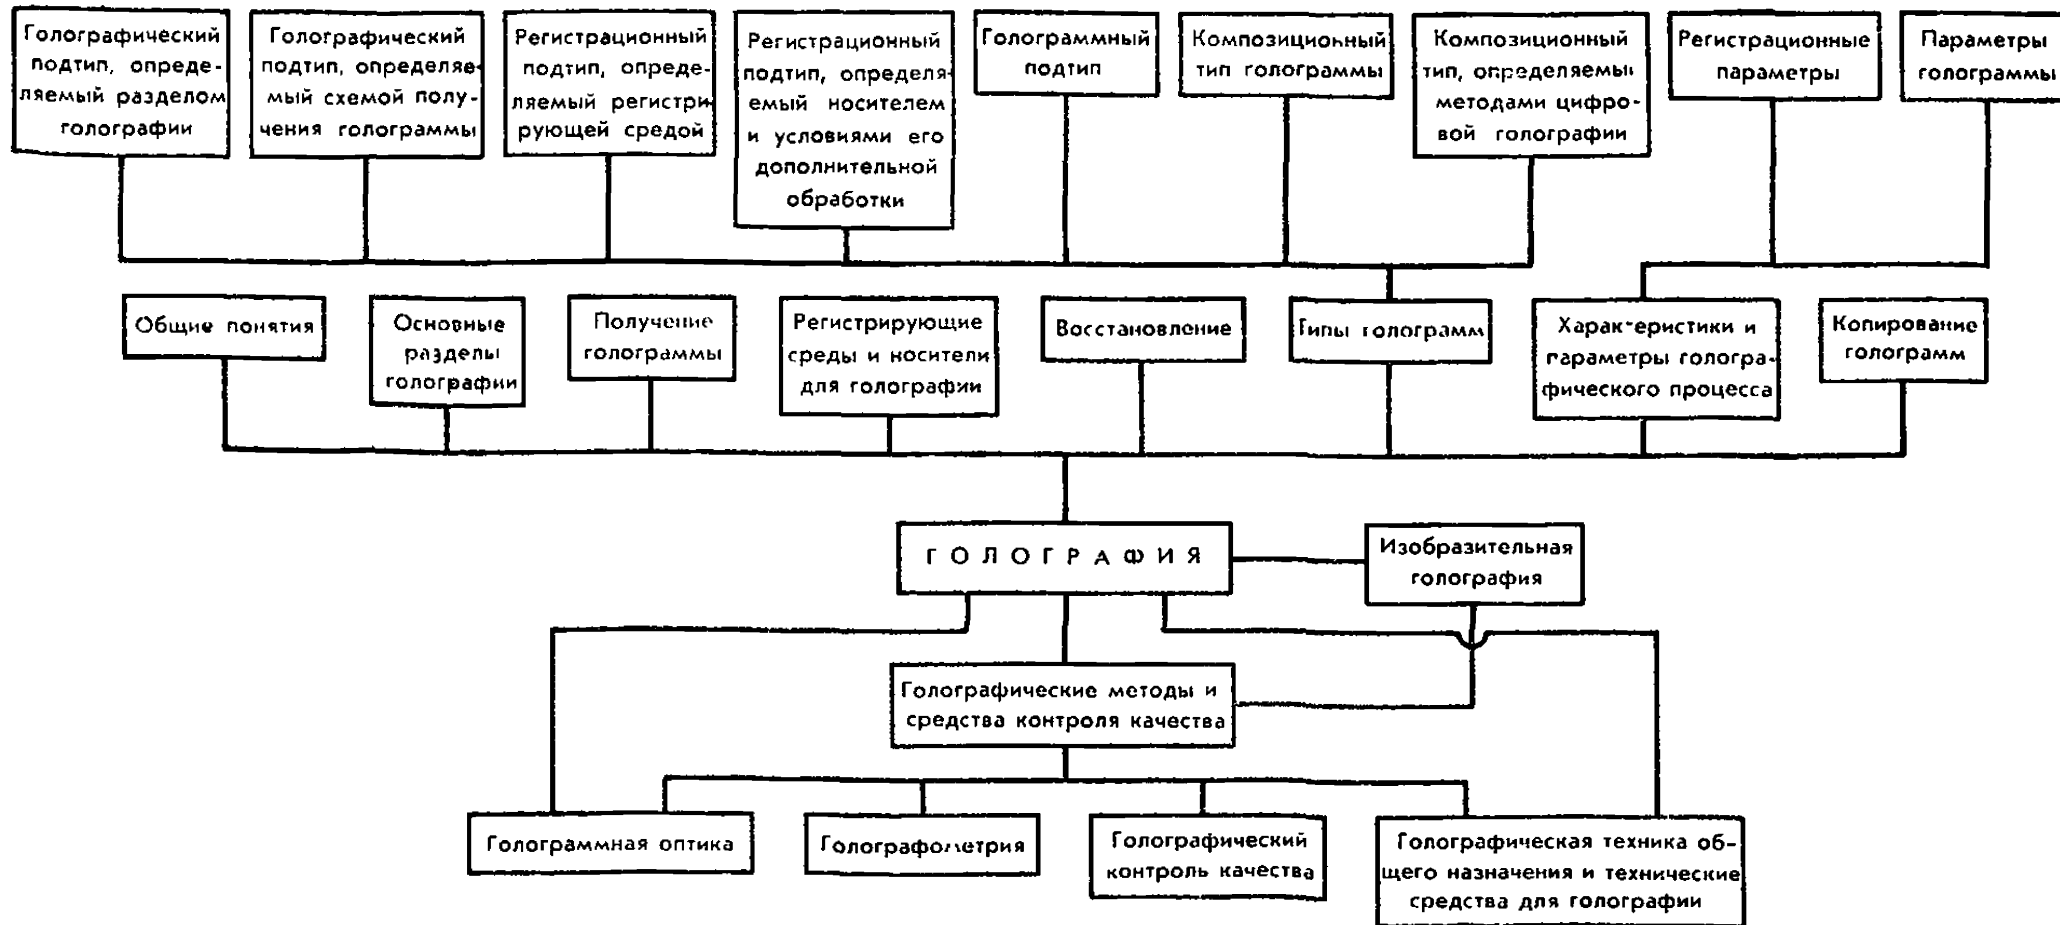 Голографический
подтип, опреде-
ляемый разделом
голографии
Голографический
подтип, определяе-
мый схемой полу-
чения голограммы
Регистрационный
подтип, опреде-
ляемый регистри-
рующей средой
Регистрационный
подтип, определя-
емый носителем
и условиями его
дополнительной
обработки
Голограммный
подтип
Композиционный
тип голограммы
Композиционный
тип, определяемы
методами цифро-
вой голографии
Регистрационные
параметры
Параметры
голограммы
Общие понятия
Основные
разделы
голографии
Получение
голограммы
Регистрирующие
среды и носители
для голографии
Восстановление
Типы голограмм
Характеристики и
параметры гологра-
фического процесса
Копирование
голограмм
ГОЛОГРАФИЯ
Изобразительная
голография
Голографические методы и
средства контроля качества
Голограммная оптика
Голографометрия
Голографический
контроль качества
Голографическая техника об-
щего назначения и технические
средства для голографии